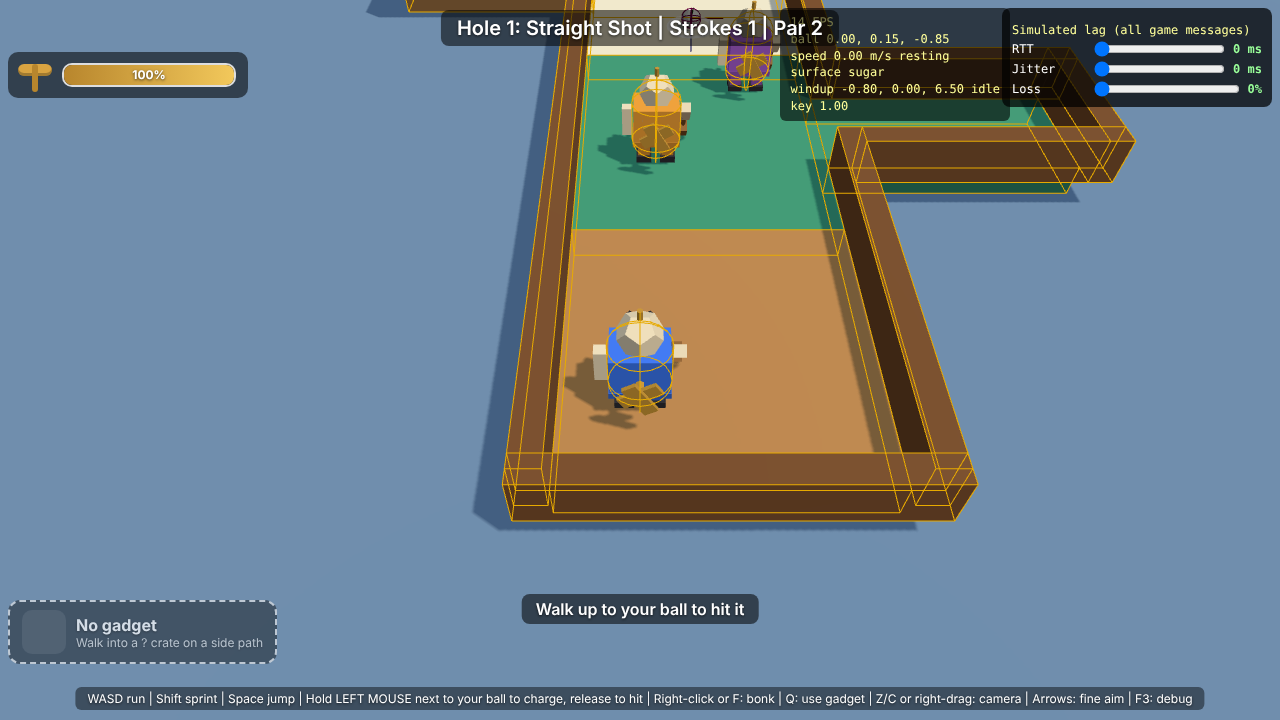 Hole 1: Straight Shot | Strokes 1 | Par 2
100%
14 FPS
ball 0.00, 0.15, -0.85
speed 0.00 m/s resting
surface sugar
windup -0.80, 0.00, 6.50 idle
key 1.00
Simulated lag (all game messages)
RTT 0 ms
Jitter 0 ms
Loss 0%
Walk up to your ball to hit it
No gadget
Walk into a ? crate on a side path
WASD run | Shift sprint | Space jump | Hold LEFT MOUSE next to your ball to charge, release to hit | Right-click or F: bonk | Q: use gadget | Z/C or right-drag: camera | Arrows: fine aim | F3: debug